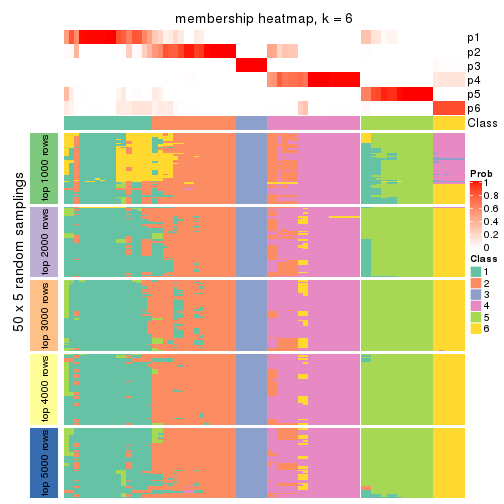 membership heatmap, k = 6
p1
p2
p3
p4
p5
p6
Class
50 x 5 random samplings
top 1000 rows
top 2000 rows
top 3000 rows
top 4000 rows
top 5000 rows
Prob
1
0.8
0.6
0.4
0.2
0
Class
1
2
3
4
5
6